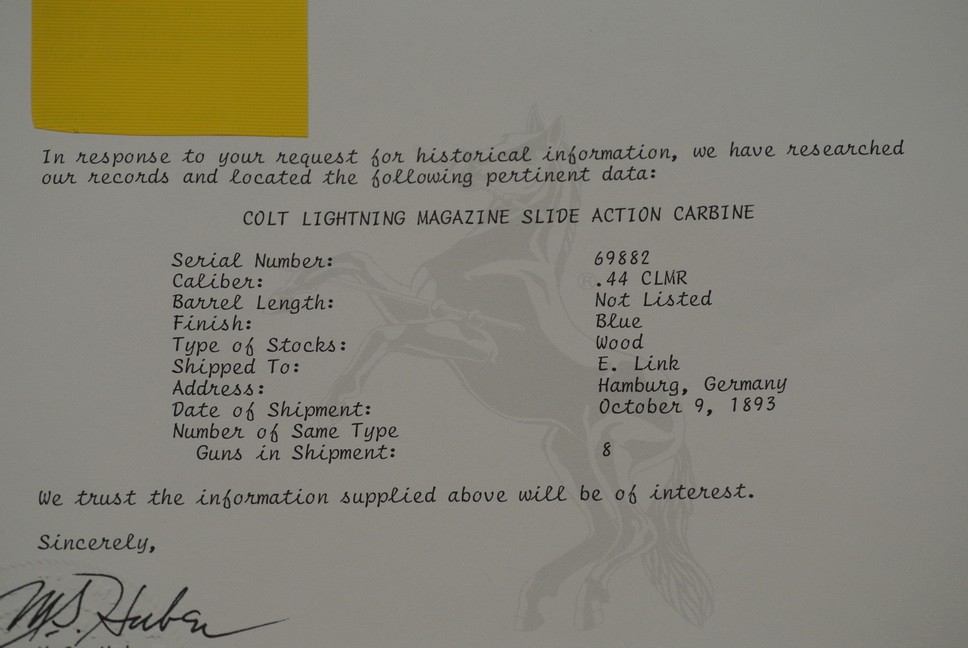 In response to your request for historical information, we have researched
our records and located the following pertinent data:
COLT LIGHTNING MAGAZINE SLIDE ACTION CARBINE
Serial Number: 69882
Caliber: .44 CLMR
Barrel Length: Not Listed
Finish: Blue
Type of Stocks: Wood
Shipped To: E. Link
Address: Hamburg, Germany
Date of Shipment: October 9, 1893
Number of Same Type
Guns in Shipment: 8
We trust the information supplied above will be of interest.
Sincerely,
M.S. Huber